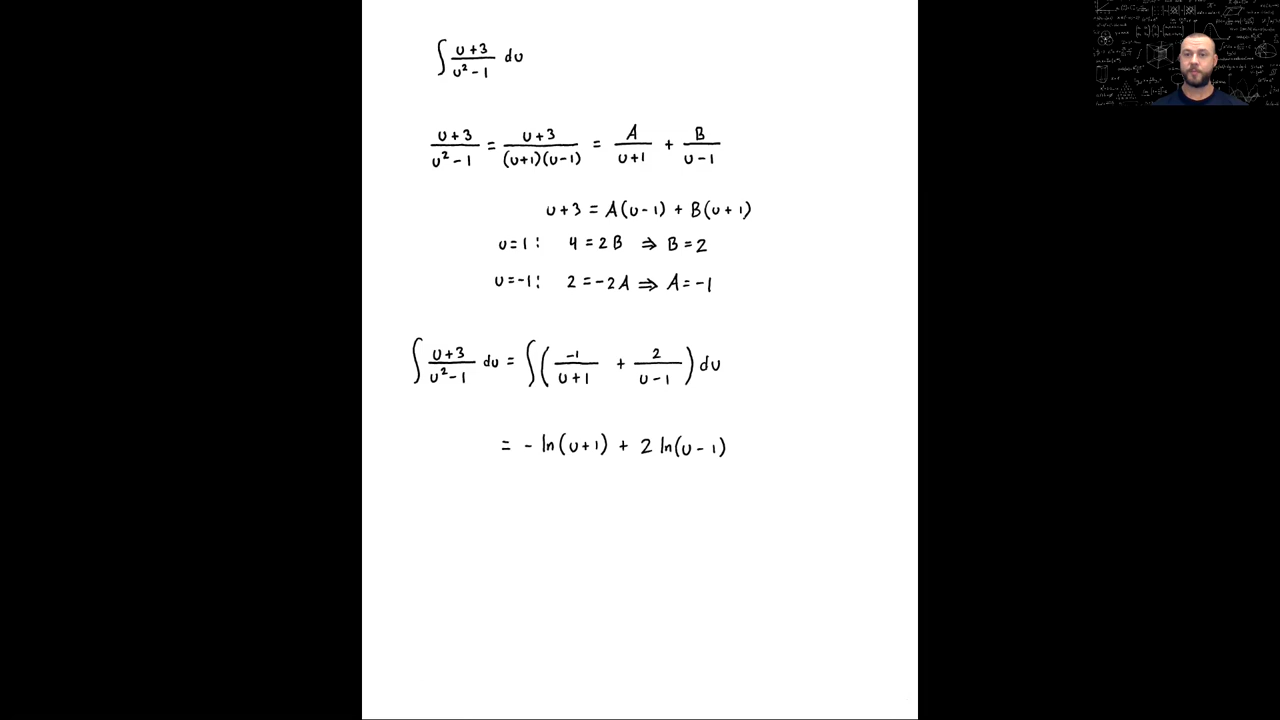 ∫ (u+3)/(u²-1) du
(u+3)/(u²-1) = (u+3)/((u+1)(u-1)) = A/(u+1) + B/(u-1)
u+3 = A(u-1) + B(u+1)
u=1: 4 = 2B ⇒ B=2
u=-1: 2 = -2A ⇒ A=-1
∫ (u+3)/(u²-1) du = ∫ ( -1/(u+1) + 2/(u-1) ) du
= - ln(u+1) + 2 ln(u-1)